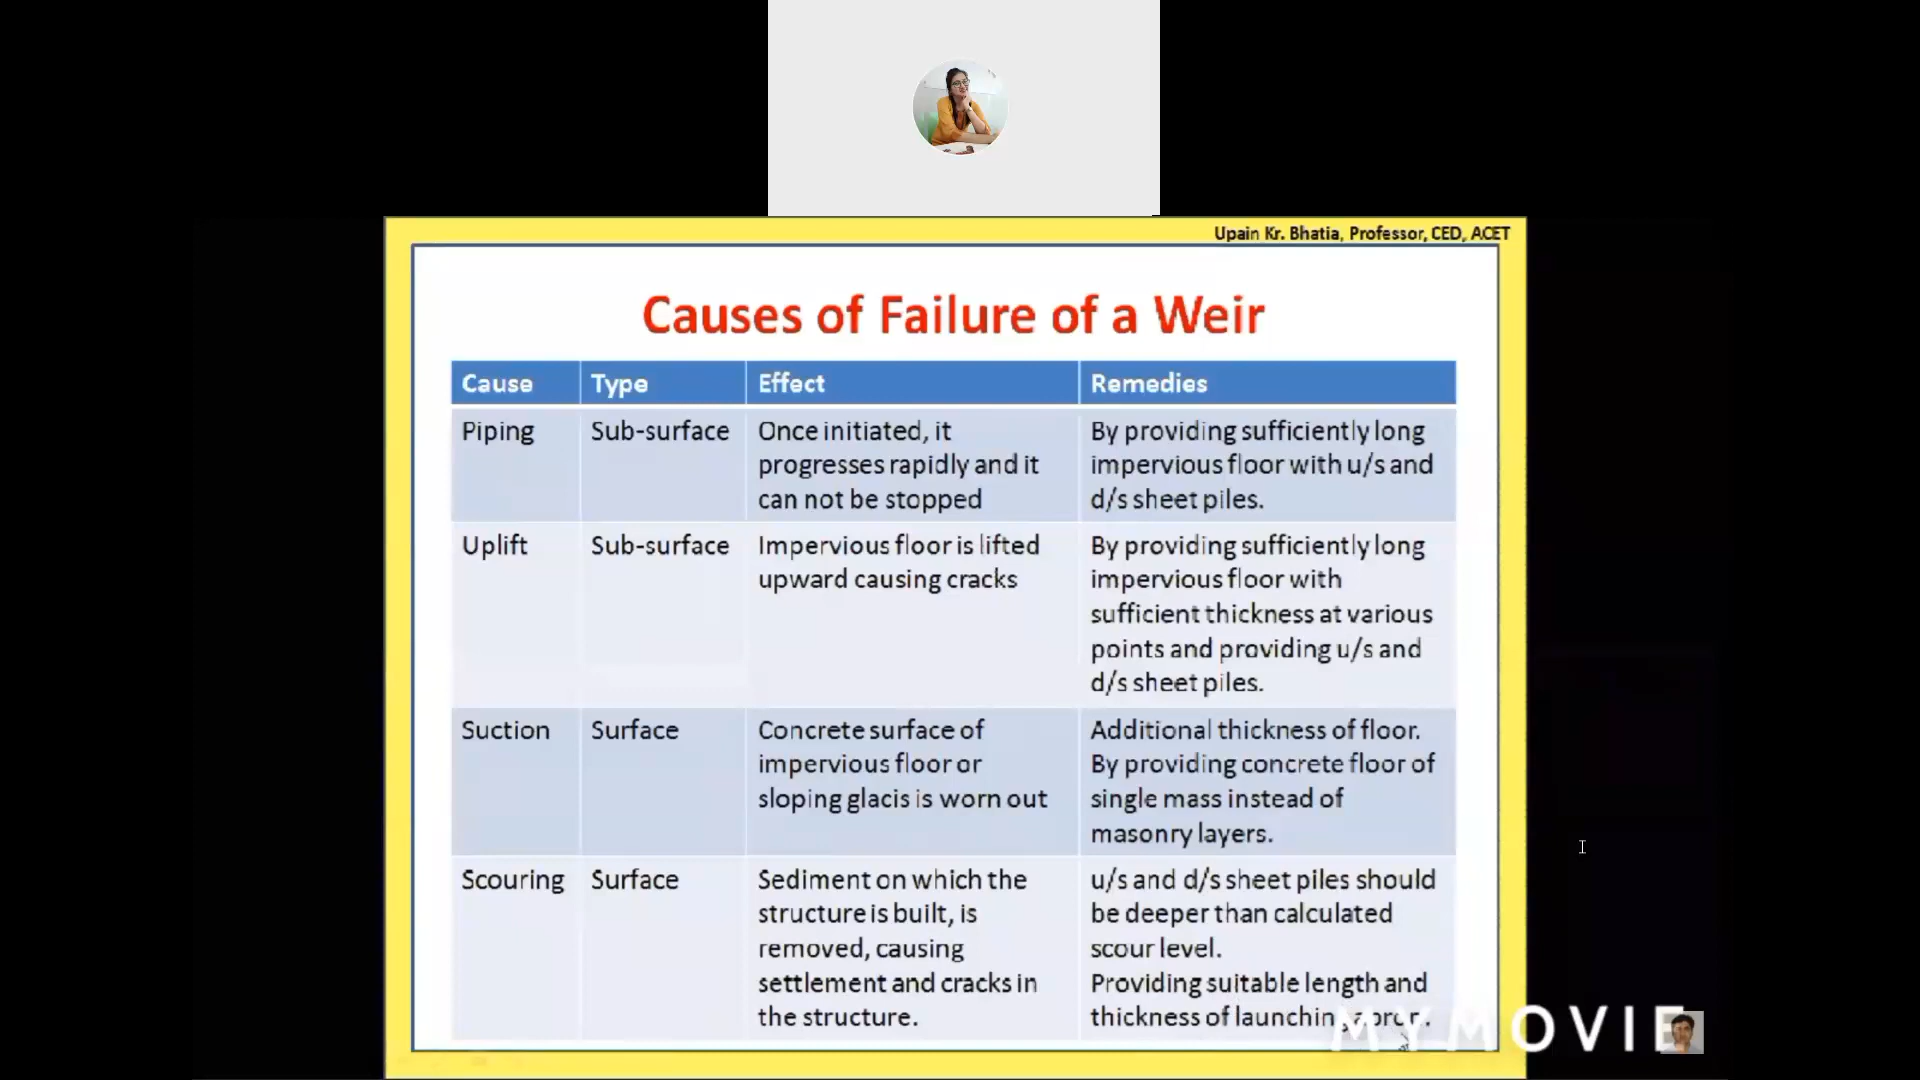 Upain Kr. Bhatia, Professor, CED, ACET
Causes of Failure of a Weir
Cause Type Effect Remedies
Piping Sub-surface Once initiated, it
progresses rapidly and it
can not be stopped
By providing sufficiently long
impervious floor with u/s and
d/s sheet piles.
Uplift Sub-surface Impervious floor is lifted
upward causing cracks
By providing sufficiently long
impervious floor with
sufficient thickness at various
points and providing u/s and
d/s sheet piles.
Suction Surface Concrete surface of
impervious floor or
sloping glacis is worn out
Additional thickness of floor.
By providing concrete floor of
single mass instead of
masonry layers.
Scouring Surface Sediment on which the
structure is built, is
removed, causing
settlement and cracks in
the structure.
u/s and d/s sheet piles should
be deeper than calculated
scour level.
Providing suitable length and
thickness of launching apron.
MYMOVIE